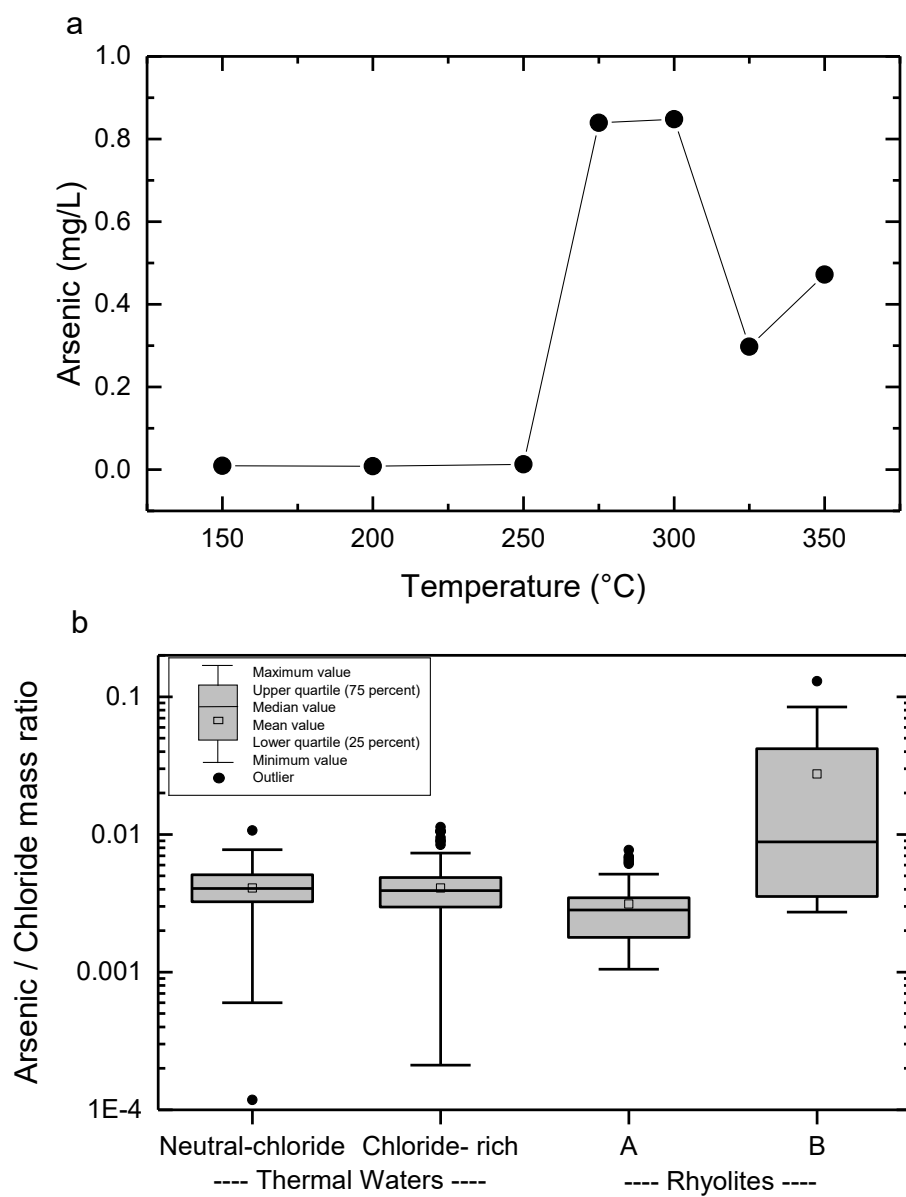 a
1.0
0.8
0.6
0.4
0.2
0.0
Arsenic (mg/L)
150 200 250 300 350
Temperature (°C)
b
Maximum value
Upper quartile (75 percent)
Median value
Mean value
Lower quartile (25 percent)
Minimum value
Outlier
0.1
0.01
0.001
1E-4
Arsenic / Chloride mass ratio
Neutral-chloride Chloride- rich A B
---- Thermal Waters ---- ---- Rhyolites ----